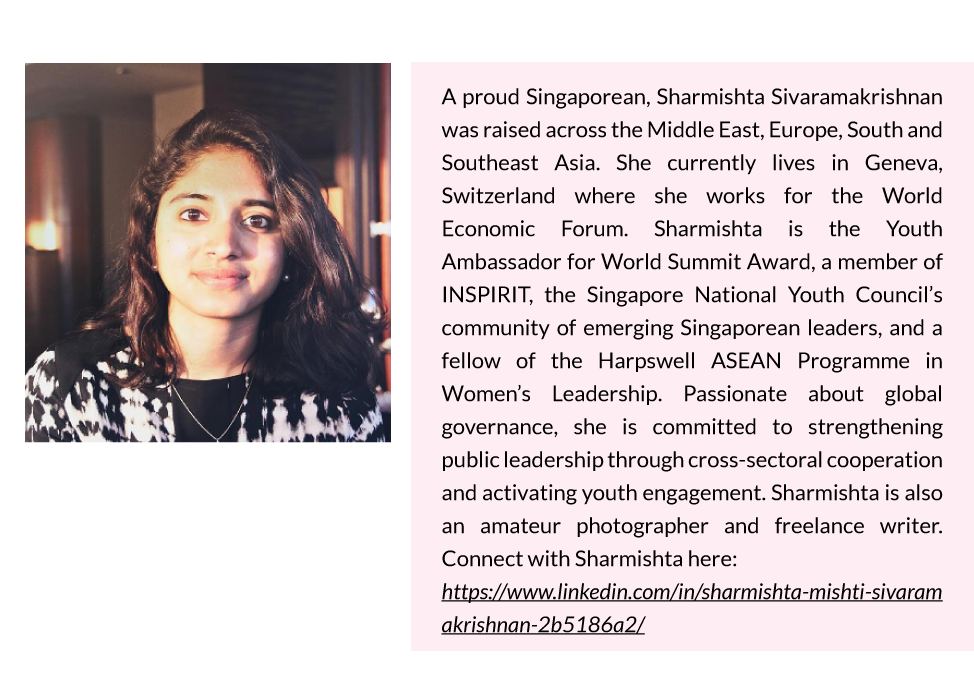 A proud Singaporean, Sharmishta Sivaramakrishnan
was raised across the Middle East, Europe, South and
Southeast Asia. She currently lives in Geneva,
Switzerland where she works for the World
Economic Forum. Sharmishta is the Youth
Ambassador for World Summit Award, a member of
INSPIRIT, the Singapore National Youth Council’s
community of emerging Singaporean leaders, and a
fellow of the Harpswell ASEAN Programme in
Women’s Leadership. Passionate about global
governance, she is committed to strengthening
public leadership through cross-sectoral cooperation
and activating youth engagement. Sharmishta is also
an amateur photographer and freelance writer.
Connect with Sharmishta here:
https://www.linkedin.com/in/sharmishta-mishti-sivaram
akrishnan-2b5186a2/